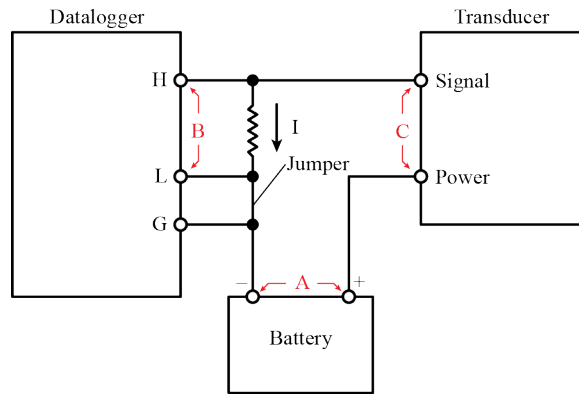 Datalogger
Transducer
H
Signal
B
I
C
L
Jumper
Power
G
− A +
Battery